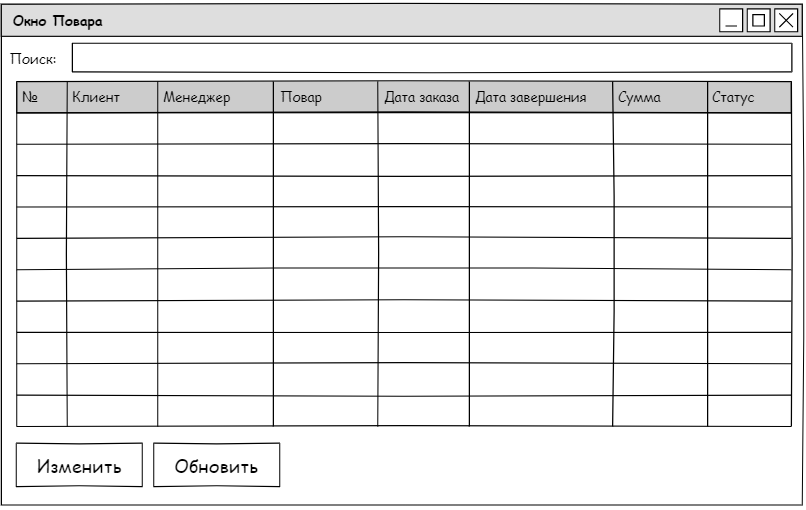 Окно Повара
Поиск:
№ Клиент Менеджер Повар Дата заказа Дата завершения Сумма Статус
Изменить Обновить